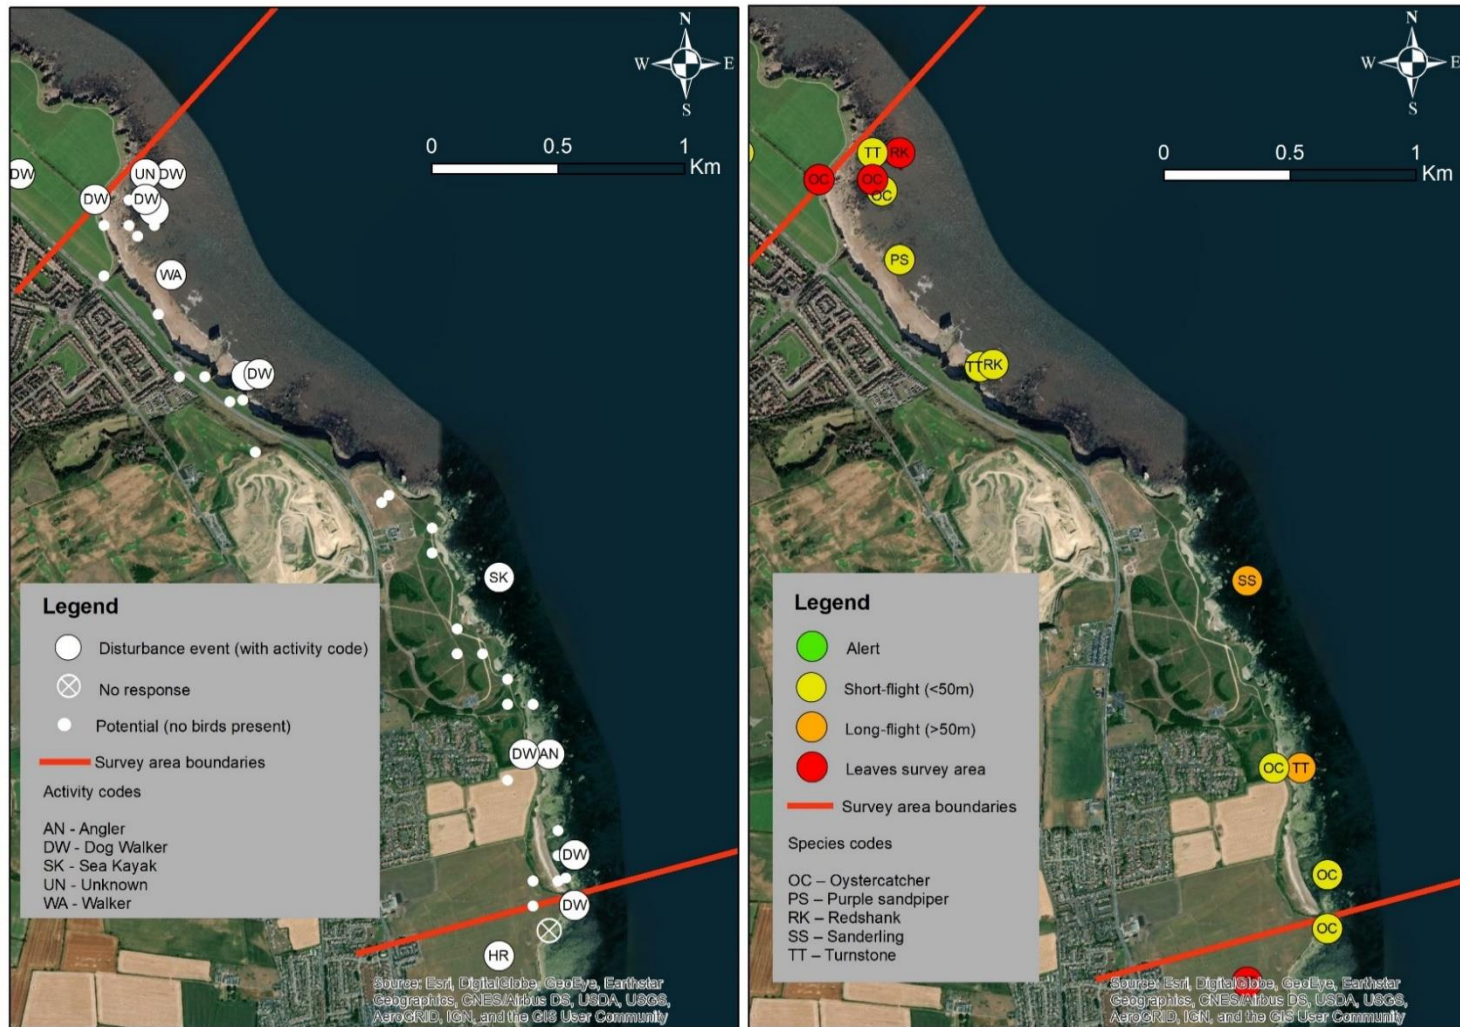 N
W E
S
0 0.5 1
Km
DW
UN
DW
DW
DW
WA
DW
SK
DW
AN
DW
DW
HR
Legend
Disturbance event (with activity code)
No response
Potential (no birds present)
Survey area boundaries
Activity codes
AN - Angler
DW - Dog Walker
SK - Sea Kayak
UN - Unknown
WA - Walker
Source: Esri, DigitalGlobe, GeoEye, Earthstar
Geographics, CNES/Airbus DS, USDA, USGS,
AeroGRID, IGN, and the GIS User Community
N
W E
S
0 0.5 1
Km
TT
RK
OC
OC
OC
PS
TT
RK
SS
OC
TT
OC
OC
Legend
Alert
Short-flight (<50m)
Long-flight (>50m)
Leaves survey area
Survey area boundaries
Species codes
OC – Oystercatcher
PS – Purple sandpiper
RK – Redshank
SS – Sanderling
TT – Turnstone
Source: Esri, DigitalGlobe, GeoEye, Earthstar
Geographics, CNES/Airbus DS, USDA, USGS,
AeroGRID, IGN, and the GIS User Community